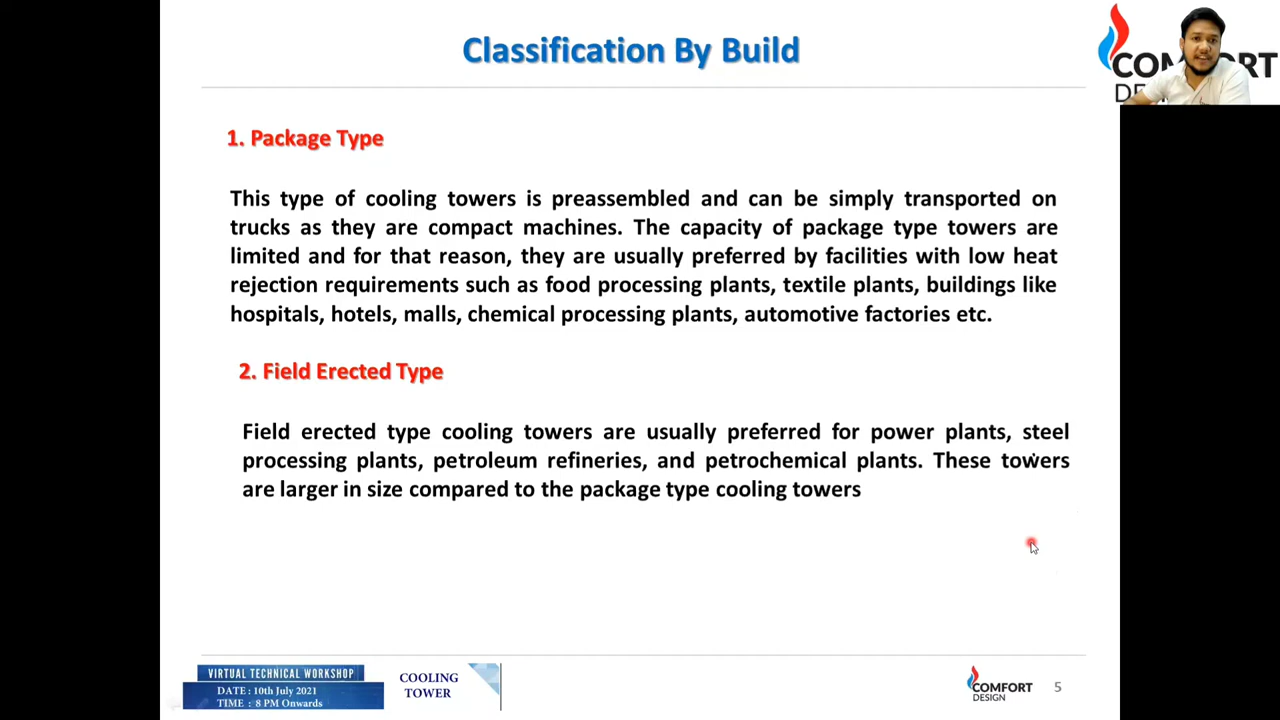 Classification By Build
COMFORT
1. Package Type
This type of cooling towers is preassembled and can be simply transported on
trucks as they are compact machines. The capacity of package type towers are
limited and for that reason, they are usually preferred by facilities with low heat
rejection requirements such as food processing plants, textile plants, buildings like
hospitals, hotels, malls, chemical processing plants, automotive factories etc.
2. Field Erected Type
Field erected type cooling towers are usually preferred for power plants, steel
processing plants, petroleum refineries, and petrochemical plants. These towers
are larger in size compared to the package type cooling towers
VIRTUAL TECHNICAL WORKSHOP
DATE : 10th July 2021
TIME : 8 PM Onwards
COOLING
TOWER
COMFORT
DESIGN
5